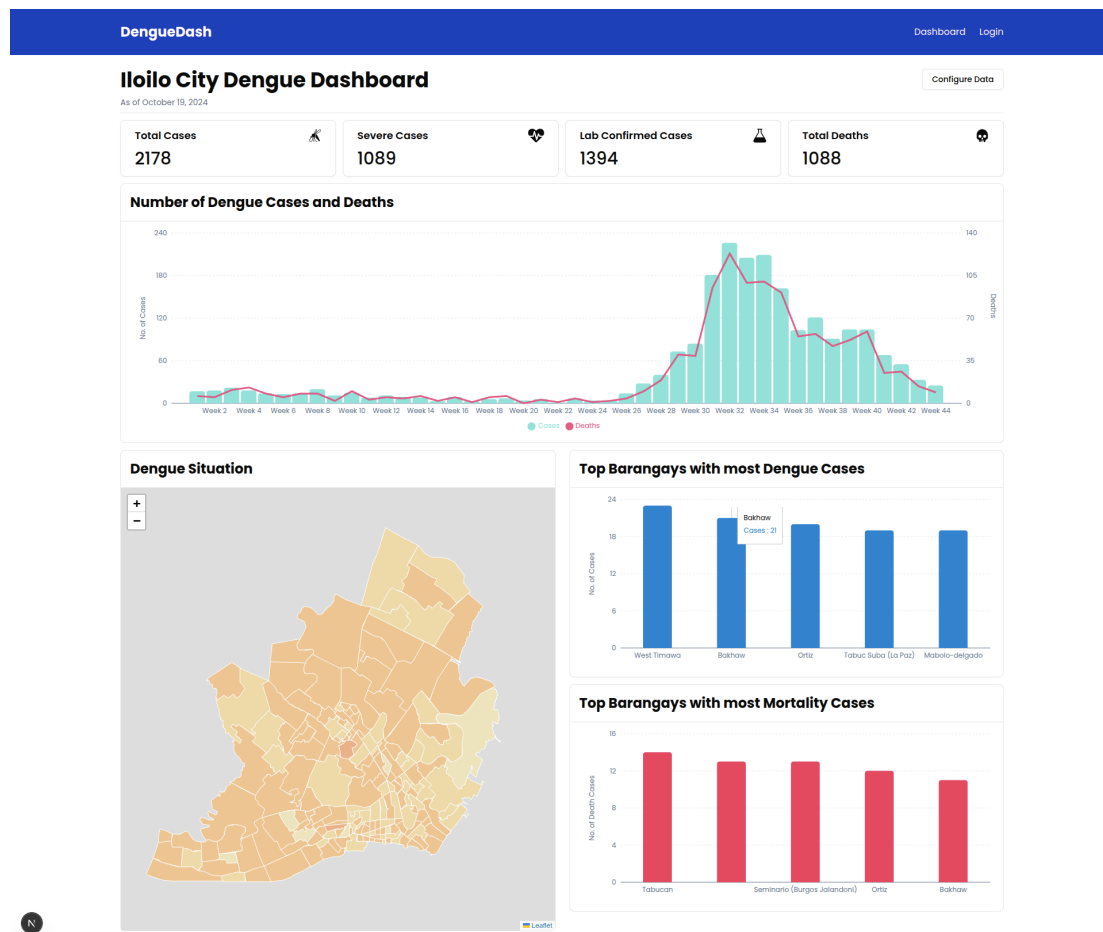 DengueDash
Dashboard Login
Iloilo City Dengue Dashboard
Configure Data
As of October 19, 2024
Total Cases
2178
Severe Cases
1089
Lab Confirmed Cases
1394
Total Deaths
1088
Number of Dengue Cases and Deaths
240
180
120
60
0
No. of Cases
140
105
70
35
0
Deaths
Week 2 Week 4 Week 6 Week 8 Week 10 Week 12 Week 14 Week 16 Week 18 Week 20 Week 22 Week 24 Week 26 Week 28 Week 30 Week 32 Week 34 Week 36 Week 38 Week 40 Week 42 Week 44
Cases Deaths
Dengue Situation
+
−
Leaflet
Top Barangays with most Dengue Cases
24
18
12
6
0
No. of Cases
Bakhaw
Cases : 21
West Timawa Bakhaw Ortiz Tabuc Suba (La Paz) Mabolo-delgado
Top Barangays with most Mortality Cases
16
12
8
4
0
No. of Death Cases
Tabucan Seminario (Burgos Jalandoni) Ortiz Bakhaw
N